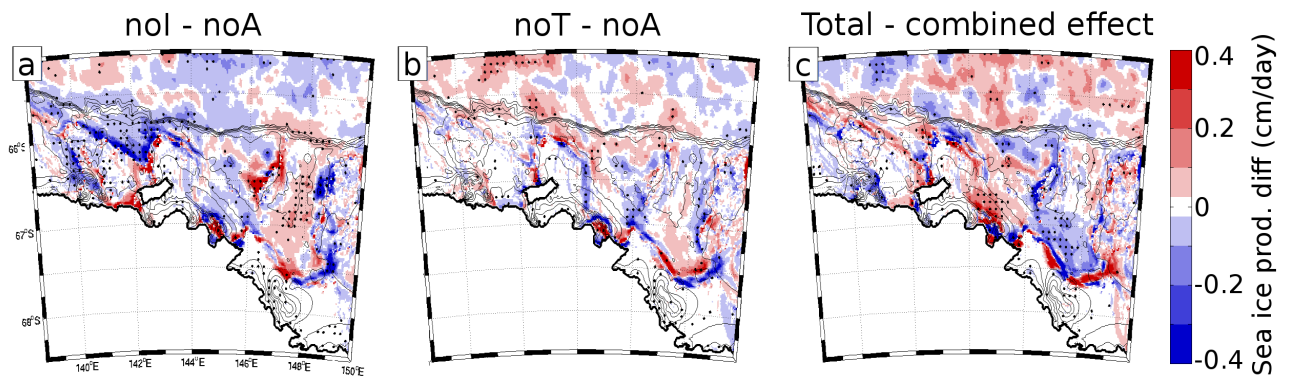 noI - noA
noT - noA
Total - combined effect
a
b
c
66°S
67°S
68°S
140°E
142°E
144°E
146°E
148°E
150°E
0.4
0.2
0
-0.2
-0.4
Sea ice prod. diff (cm/day)